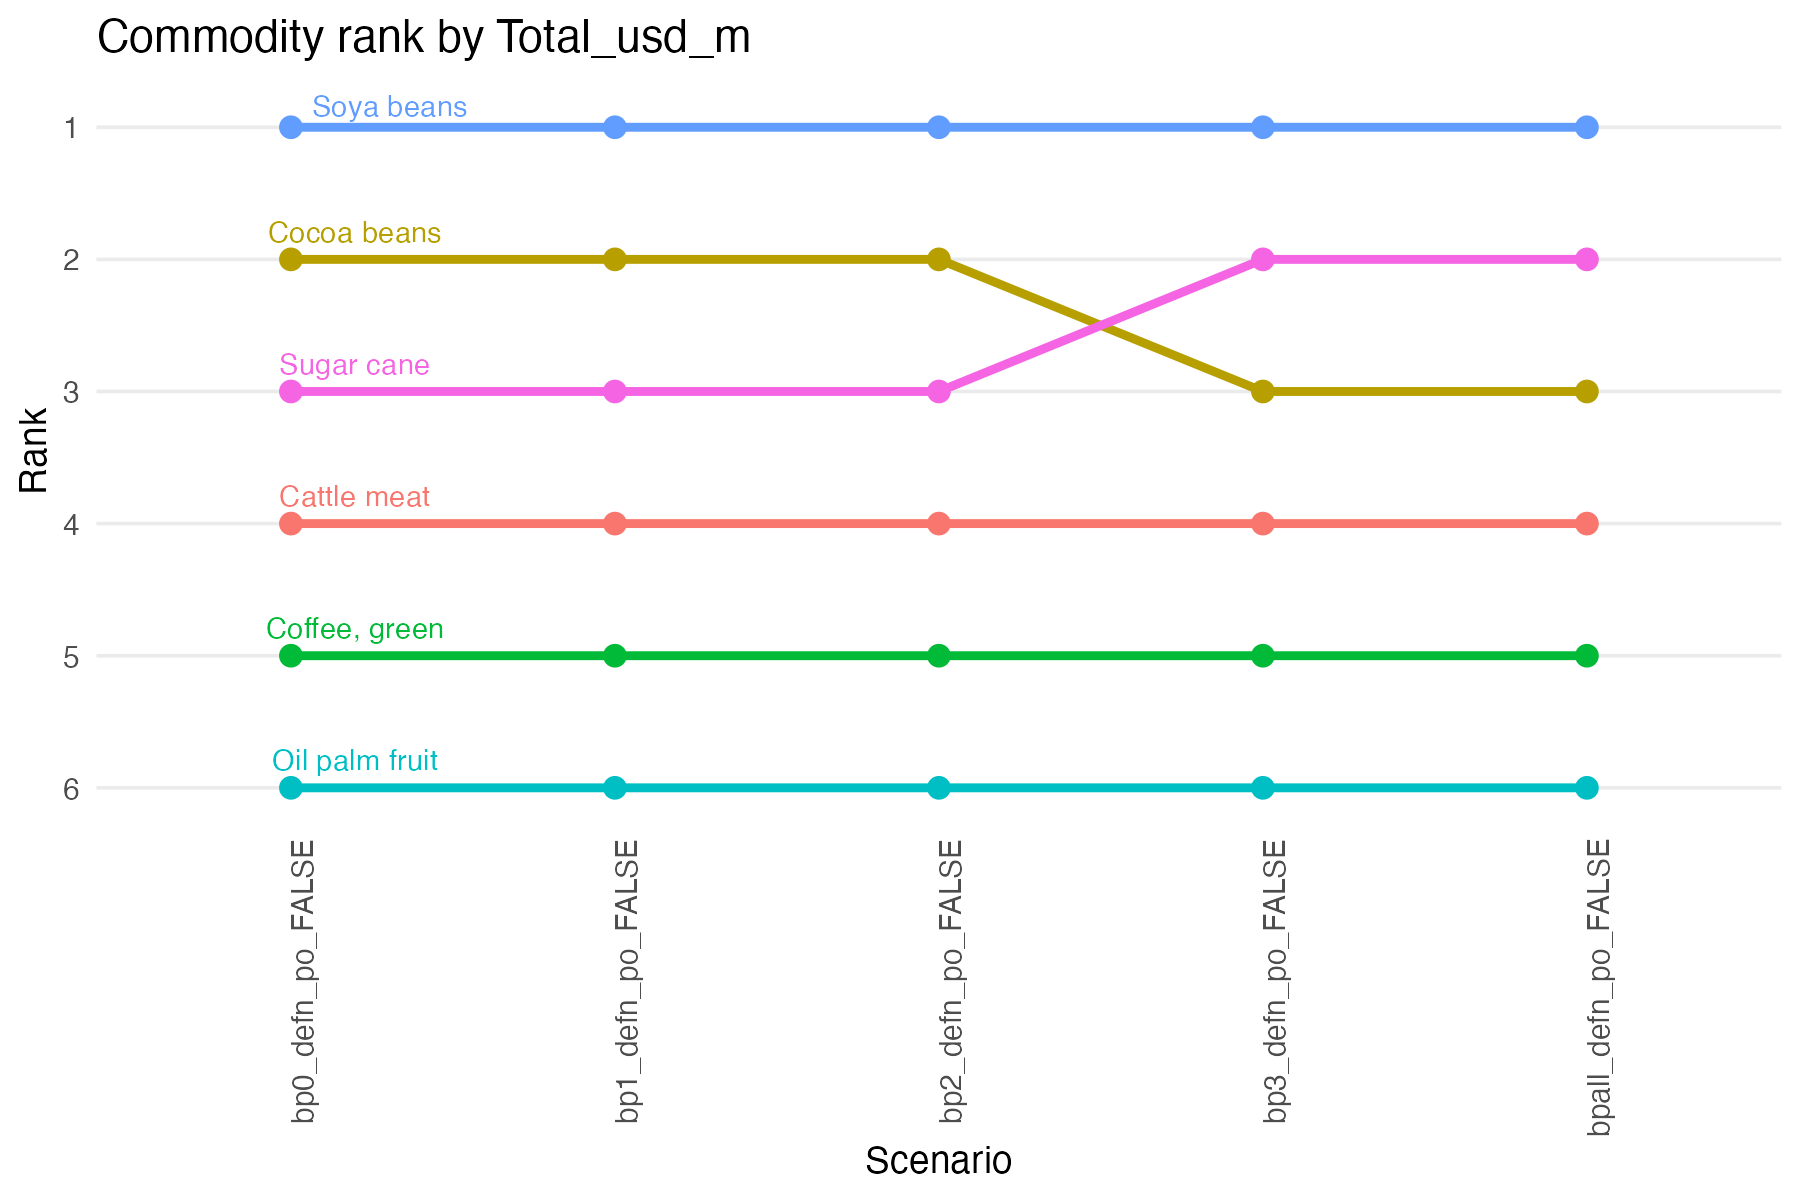 Commodity rank by Total_usd_m
Soya beans
1
Cocoa beans
2
Sugar cane
3
Cattle meat
4
Coffee, green
5
Oil palm fruit
6
Rank
bp0_defn_po_FALSE
bp1_defn_po_FALSE
bp2_defn_po_FALSE
bp3_defn_po_FALSE
bpall_defn_po_FALSE
Scenario